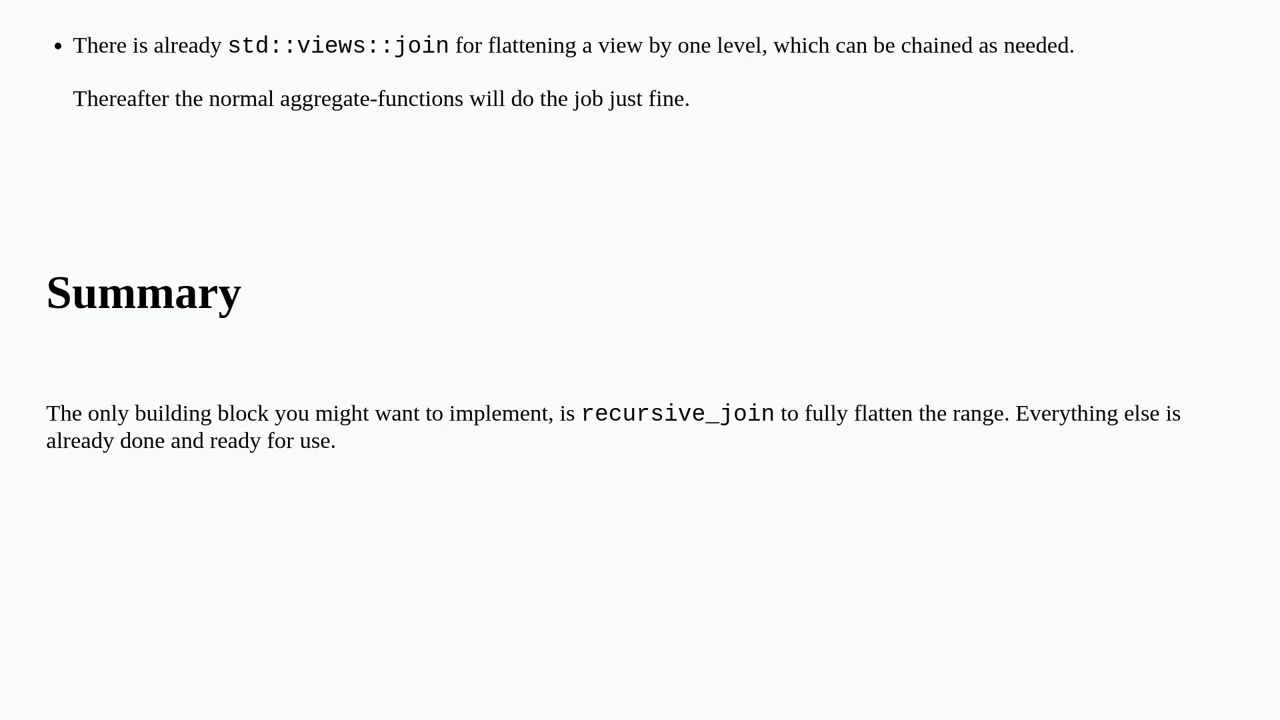 There is already std::views::join for flattening a view by one level, which can be chained as needed.
Thereafter the normal aggregate-functions will do the job just fine.
Summary
The only building block you might want to implement, is recursive_join to fully flatten the range. Everything else is
already done and ready for use.